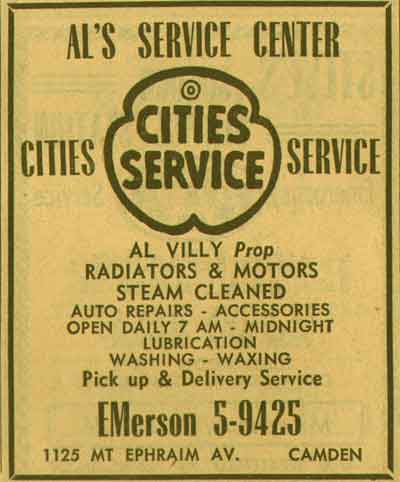 AL'S SERVICE CENTER
CITIES CITIES SERVICE SERVICE
AL VILLY Prop
RADIATORS & MOTORS
STEAM CLEANED
AUTO REPAIRS - ACCESSORIES
OPEN DAILY 7 AM - MIDNIGHT
LUBRICATION
WASHING - WAXING
Pick up & Delivery Service
EMerson 5-9425
1125 MT EPHRAIM AV. CAMDEN